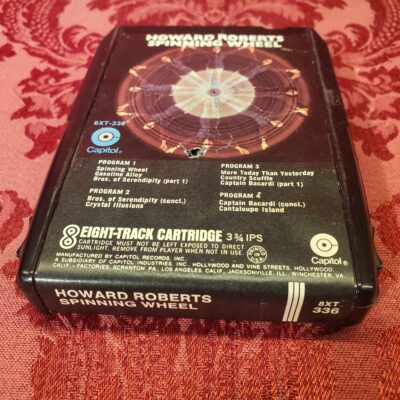 HOWARD ROBERTS
SPINNING WHEEL
8XT-336
Capitol®
PROGRAM 1
Spinning Wheel
Gasoline Alley
Bros. of Serendipity (part 1)
PROGRAM 2
Bros. of Serendipity (concl.)
Crystal Illusions
PROGRAM 3
More Today Than Yesterday
Country Scuffle
Captain Bacardi (part 1)
PROGRAM 4
Captain Bacardi (concl.)
Cantaloupe Island
8 EIGHT-TRACK CARTRIDGE 3¾ IPS
CARTRIDGE MUST NOT BE LEFT EXPOSED TO DIRECT
SUNLIGHT. REMOVE FROM PLAYER WHEN NOT IN USE
MANUFACTURED BY CAPITOL RECORDS, INC.
A SUBSIDIARY OF CAPITOL INDUSTRIES, INC. HOLLYWOOD AND VINE STREETS, HOLLYWOOD,
CALIF. • FACTORIES: SCRANTON, PA. LOS ANGELES, CALIF., JACKSONVILLE, ILL. WINCHESTER, VA.
Capitol®
HOWARD ROBERTS
SPINNING WHEEL
8XT
336